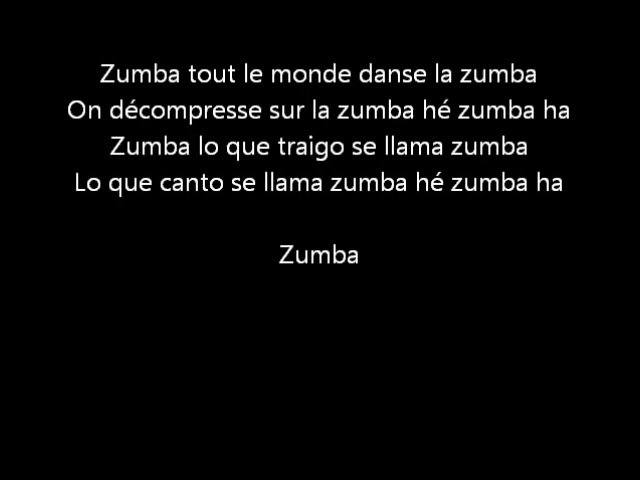 Zumba tout le monde danse la zumba
On décompresse sur la zumba hé zumba ha
Zumba lo que traigo se llama zumba
Lo que canto se llama zumba hé zumba ha
Zumba